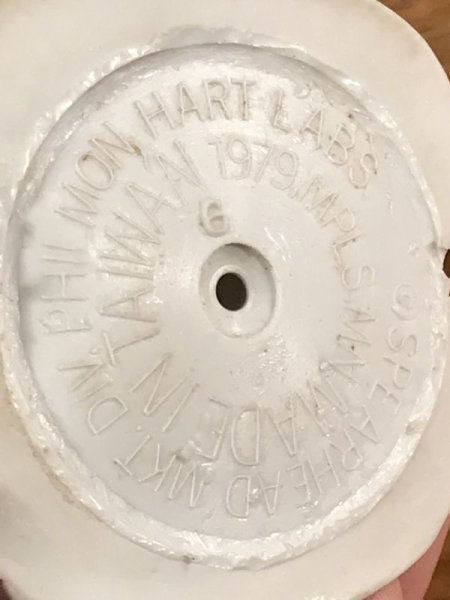 © SPEARHEAD MKT. DIV. PHILMON, HART LABS.
1979, MPLS. MN. MADE IN TAIWAN
6